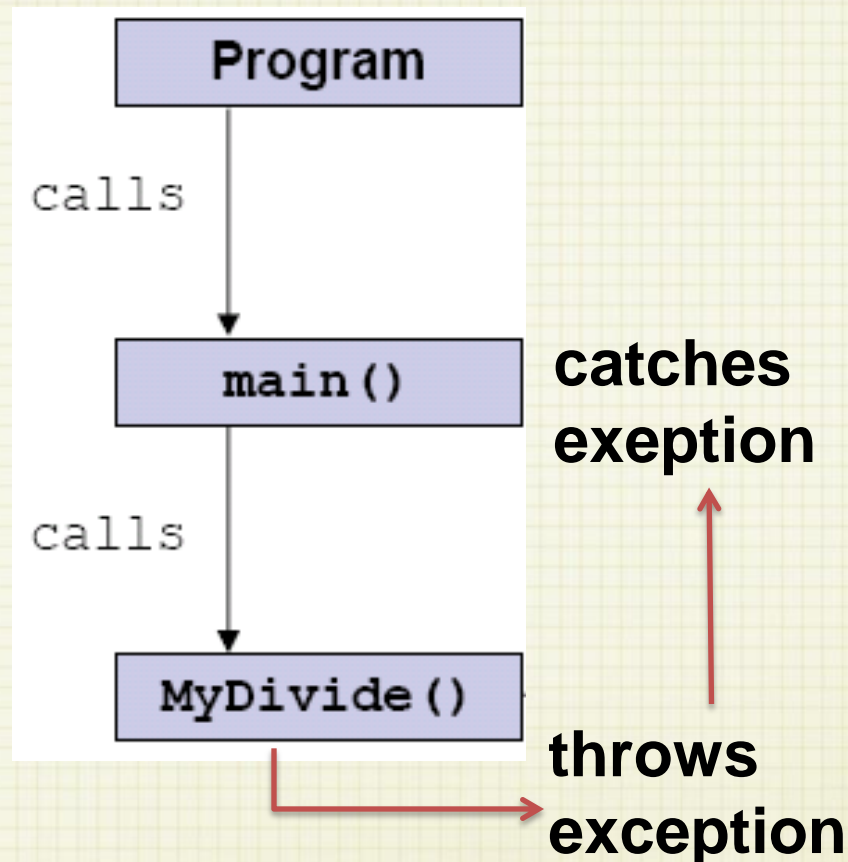 Program
calls
main()
catches
exeption
calls
MyDivide()
throws
exception